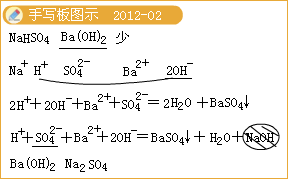 手写板图示 2012-02
NaHSO4 Ba(OH)2 少
Na⁺ H⁺ SO4²⁻ Ba²⁺ 2OH⁻
2H⁺+2OH⁻+Ba²⁺+SO4²⁻=2H2O+BaSO4↓
H⁺+SO4²⁻+Ba²⁺+2OH⁻=BaSO4↓+H2O+NaOH
Ba(OH)2 Na2SO4